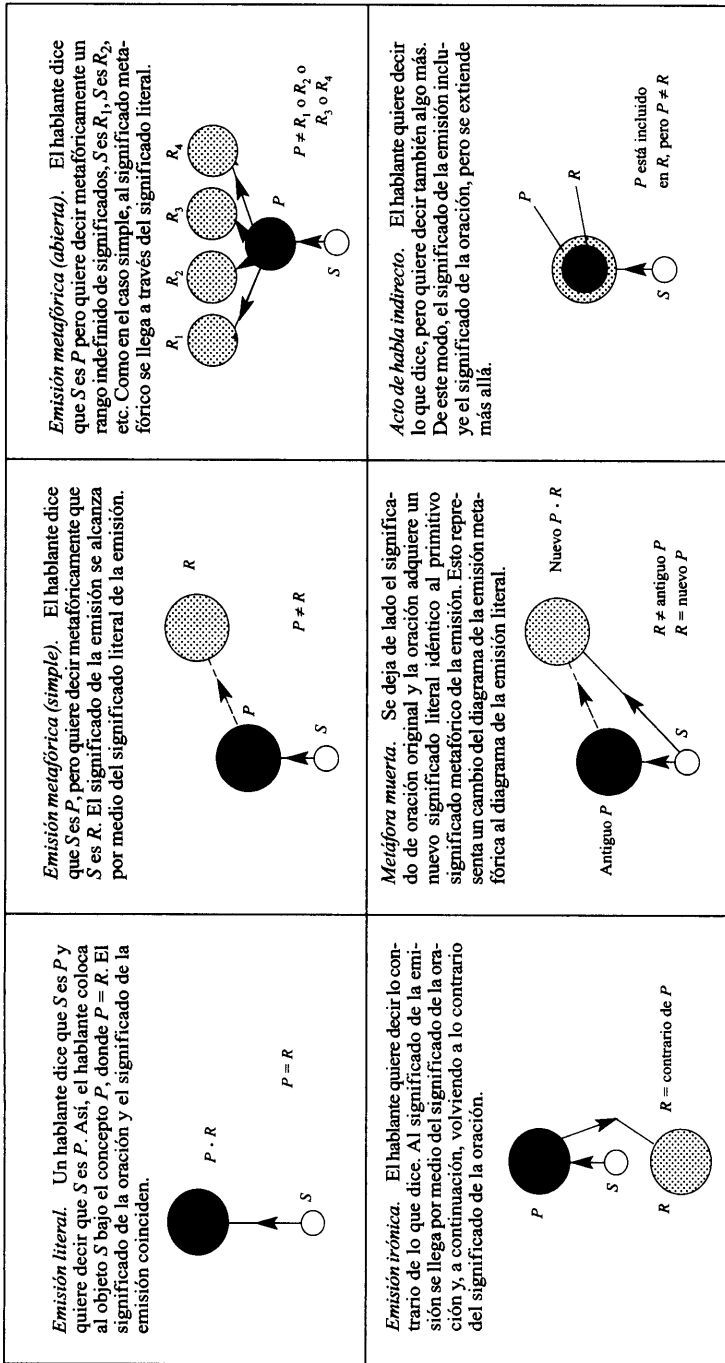 Emisión literal. Un hablante dice que S es P y
quiere decir que S es P. Así, el hablante coloca
al objeto S bajo el concepto P, donde P = R. El
significado de la oración y el significado de la
emisión coinciden.
P · R
P = R
S
Emisión metafórica (simple). El hablante dice
que S es P, pero quiere decir metafóricamente que
S es R. El significado de la emisión se alcanza
por medio del significado literal de la emisión.
R
P
P ≠ R
S
Emisión metafórica (abierta). El hablante dice
que S es P pero quiere decir metafóricamente un
rango indefinido de significados, S es R₁, S es R₂,
etc. Como en el caso simple, al significado meta-
fórico se llega a través del significado literal.
R₁ R₂ R₃ R₄
P
P ≠ R₁ o R₂ o
R₃ o R₄
S
Emisión irónica. El hablante quiere decir lo con-
trario de lo que dice. Al significado de la emi-
sión se llega por medio del significado de la ora-
ción y, a continuación, volviendo a lo contrario
del significado de la oración.
P
S
R
R = contrario de P
Metáfora muerta. Se deja de lado el significa-
do de oración original y la oración adquiere un
nuevo significado literal idéntico al primitivo
significado metafórico de la emisión. Esto repre-
senta un cambio del diagrama de la emisión meta-
fórica al diagrama de la emisión literal.
Nuevo P · R
Antiguo P
R ≠ antiguo P
R = nuevo P
S
Acto de habla indirecto. El hablante quiere decir
lo que dice, pero quiere decir también algo más.
De este modo, el significado de la emisión inclu-
ye el significado de la oración, pero se extiende
más allá.
P
R
P está incluido
en R, pero P ≠ R
S